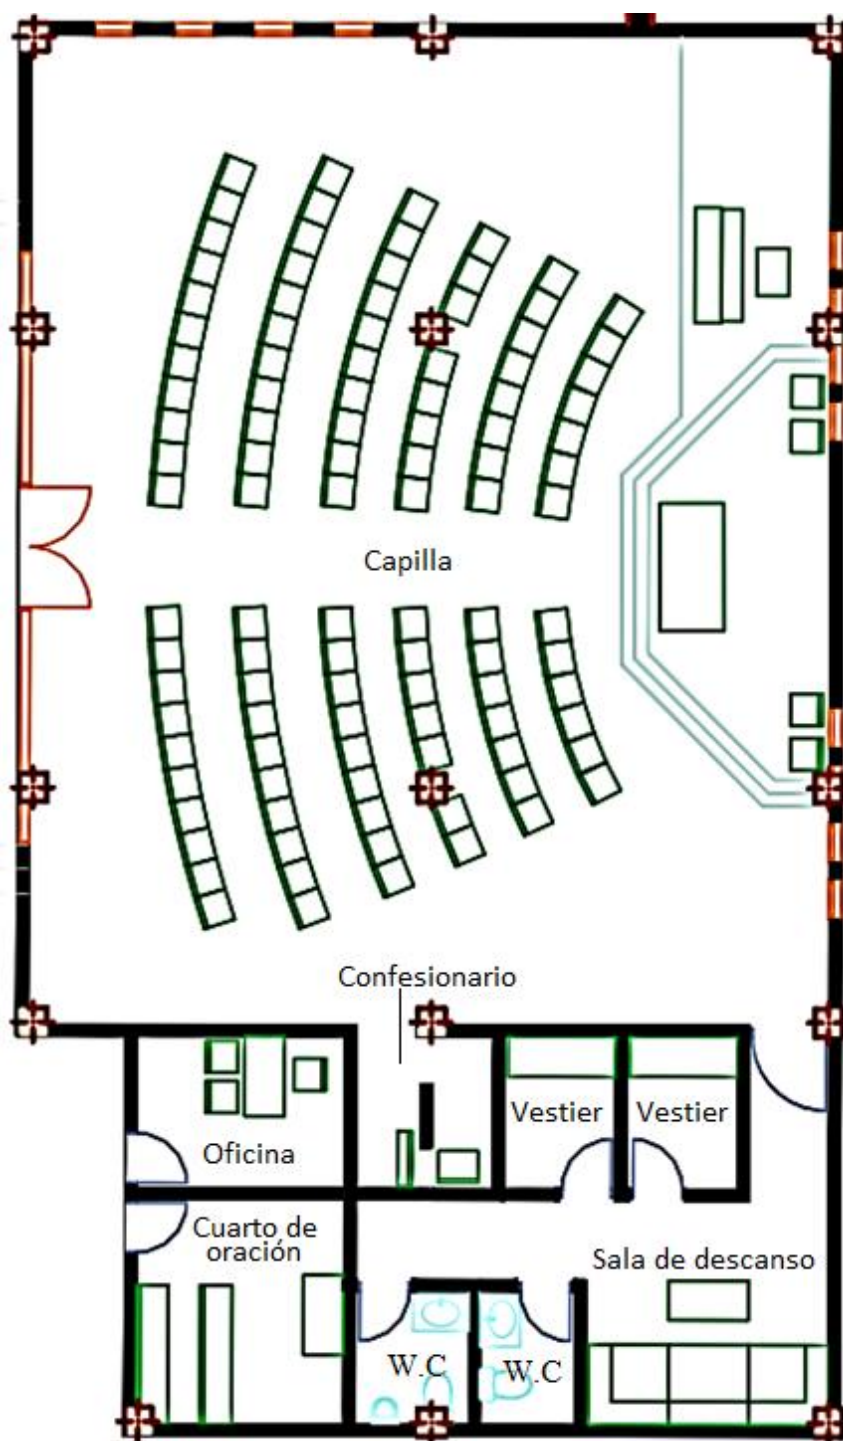 Capilla
Confesionario
Vestier
Vestier
Oficina
Cuarto de
oración
Sala de descanso
W.C
W.C